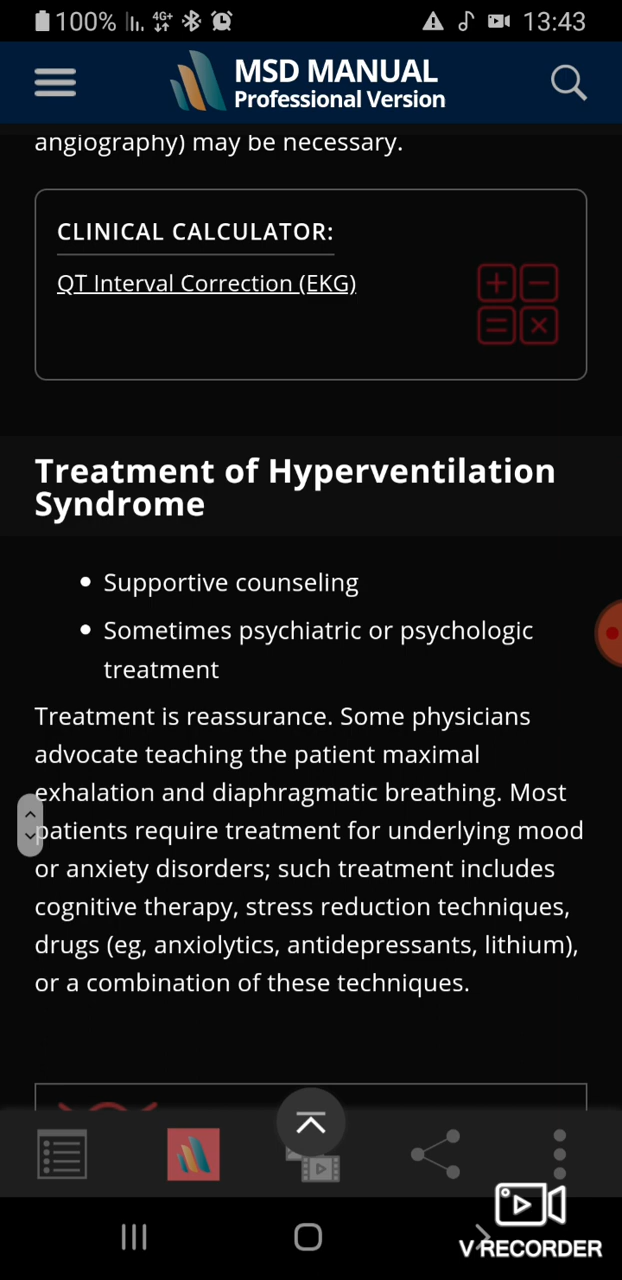 100% 4G+ 13:43
MSD MANUAL
Professional Version
angiography) may be necessary.
CLINICAL CALCULATOR:
QT Interval Correction (EKG)
Treatment of Hyperventilation
Syndrome
• Supportive counseling
• Sometimes psychiatric or psychologic
treatment
Treatment is reassurance. Some physicians
advocate teaching the patient maximal
exhalation and diaphragmatic breathing. Most
patients require treatment for underlying mood
or anxiety disorders; such treatment includes
cognitive therapy, stress reduction techniques,
drugs (eg, anxiolytics, antidepressants, lithium),
or a combination of these techniques.
V RECORDER